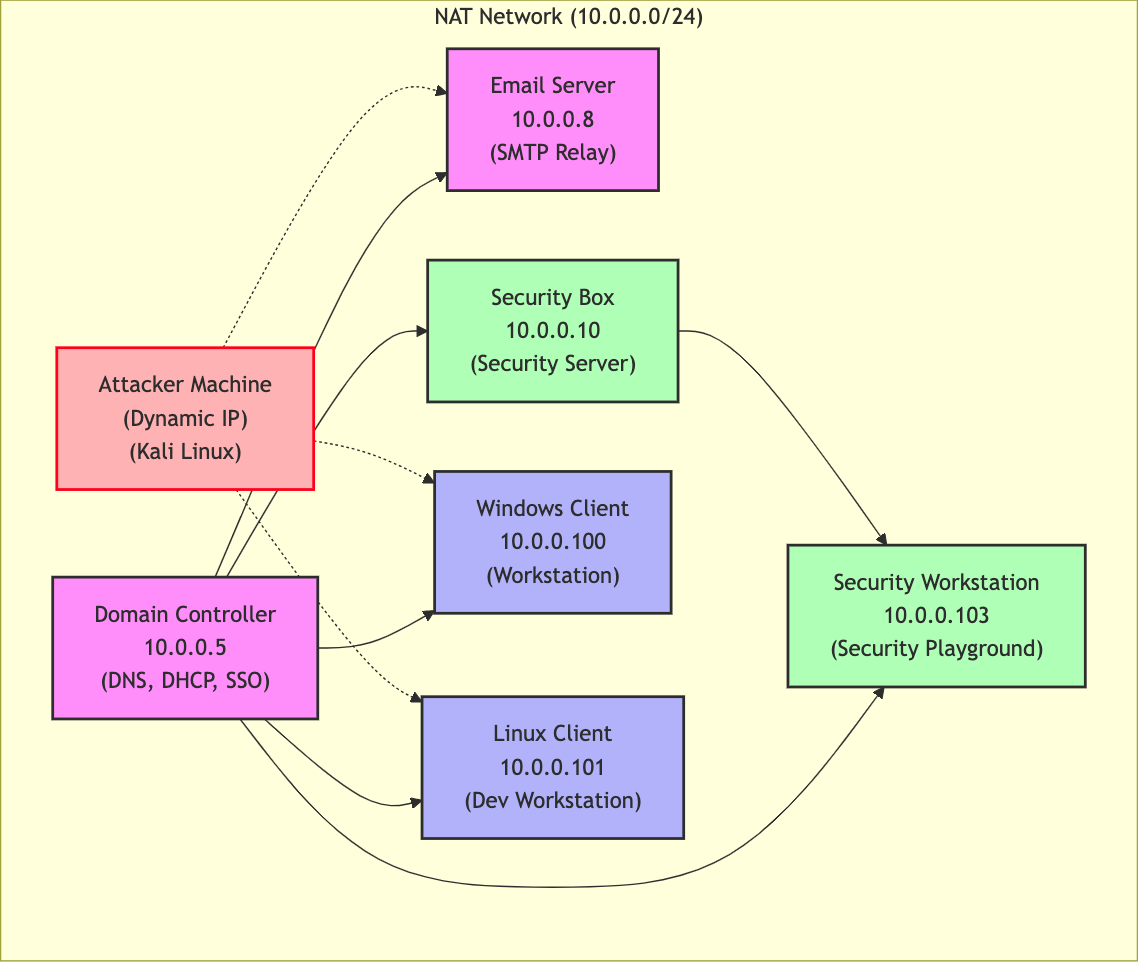 NAT Network (10.0.0.0/24)
Email Server
10.0.0.8
(SMTP Relay)
Security Box
10.0.0.10
(Security Server)
Attacker Machine
(Dynamic IP)
(Kali Linux)
Windows Client
10.0.0.100
(Workstation)
Security Workstation
10.0.0.103
(Security Playground)
Domain Controller
10.0.0.5
(DNS, DHCP, SSO)
Linux Client
10.0.0.101
(Dev Workstation)